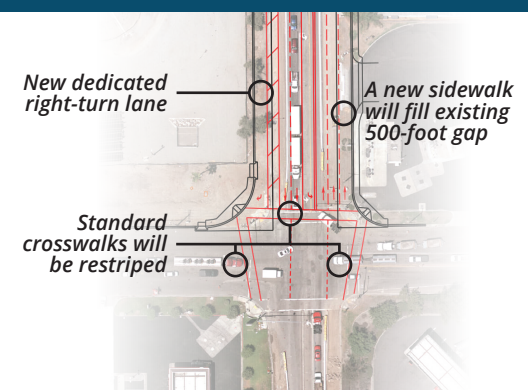 New dedicated
right-turn lane
A new sidewalk
will fill existing
500-foot gap
Standard
crosswalks will
be restriped